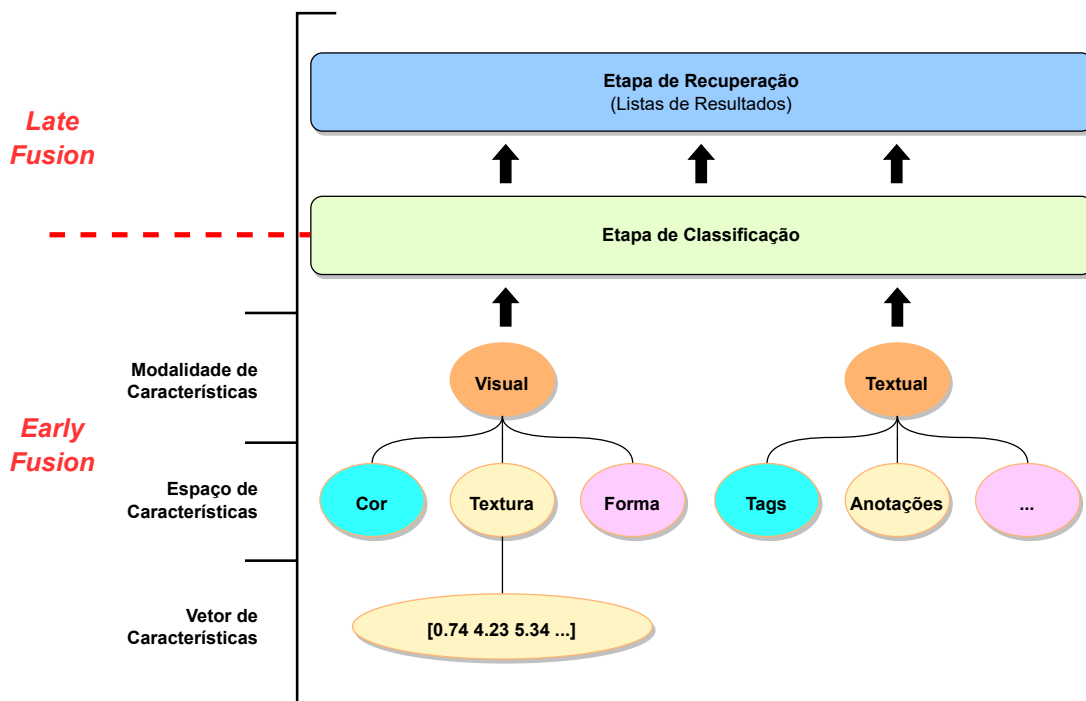 Etapa de Recuperação
(Listas de Resultados)
Late
Fusion
Etapa de Classificação
Modalidade de
Características
Visual
Textual
Early
Fusion
Espaço de
Características
Cor
Textura
Forma
Tags
Anotações
...
Vetor de
Características
[0.74 4.23 5.34 ...]